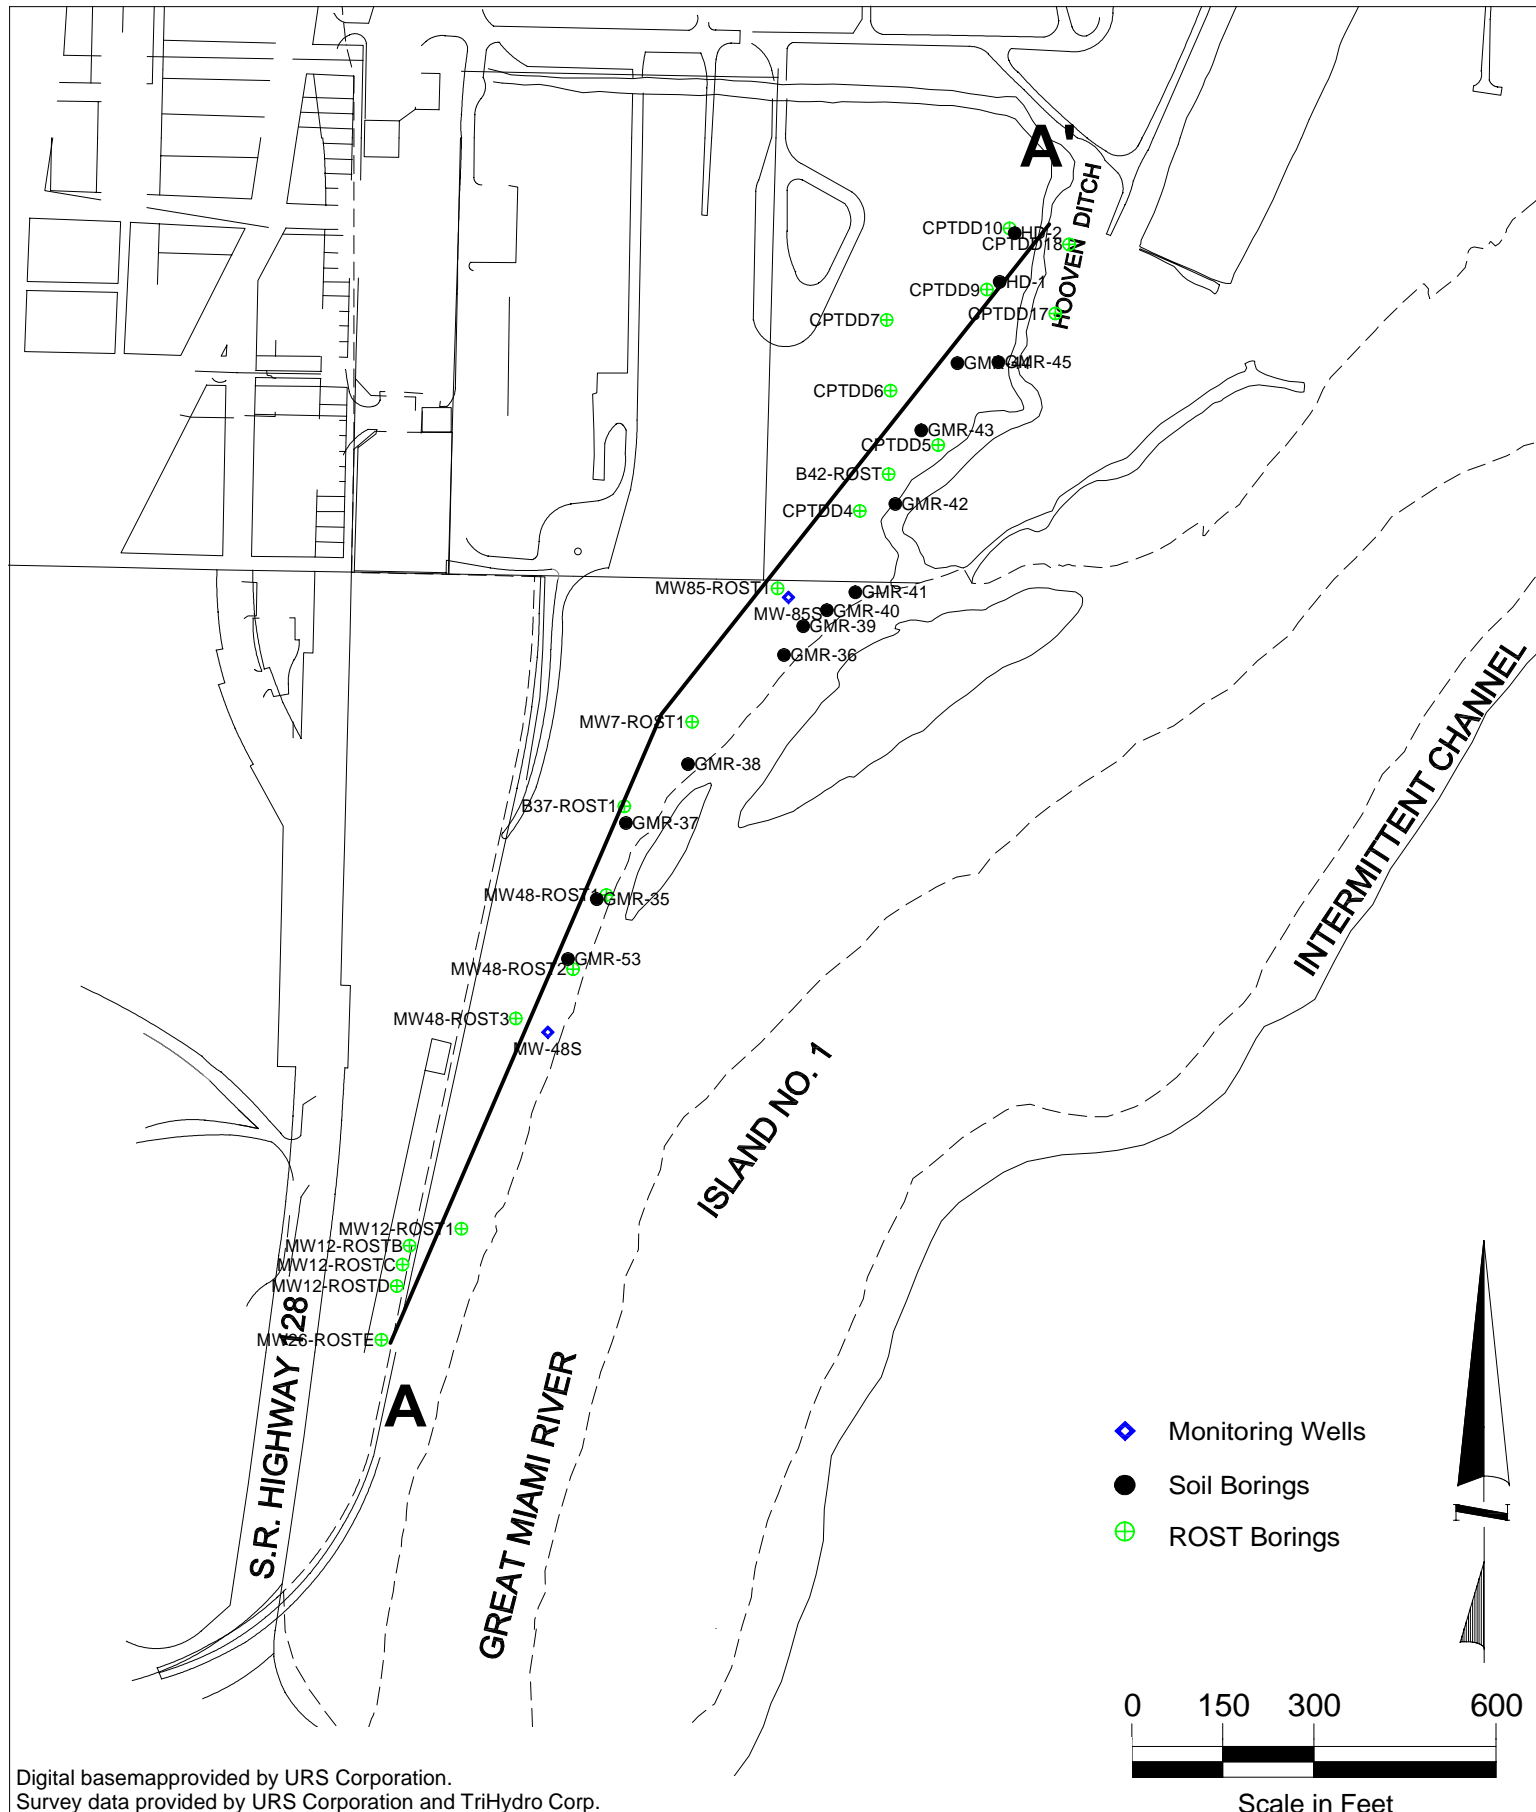 A'
HOOVEN DITCH
CPTDD10
HD-2
CPTDD18
HD-1
CPTDD9
CPTDD17
CPTDD7
GMR-44
GMR-45
CPTDD6
GMR-43
CPTDD5
B42-ROST
GMR-42
CPTDD4
MW85-ROST1
GMR-41
MW-85S
GMR-40
GMR-39
GMR-36
MW7-ROST1
GMR-38
B37-ROST1
GMR-37
MW48-ROST1
GMR-35
GMR-53
MW48-ROST2
MW48-ROST3
MW-48S
INTERMITTENT CHANNEL
ISLAND NO. 1
MW12-ROST1
MW12-ROSTB
MW12-ROSTC
MW12-ROSTD
MW26-ROSTE
A
S.R. HIGHWAY 128
GREAT MIAMI RIVER
Monitoring Wells
Soil Borings
ROST Borings
N
0 150 300 600
Scale in Feet
Digital basemapprovided by URS Corporation.
Survey data provided by URS Corporation and TriHydro Corp.